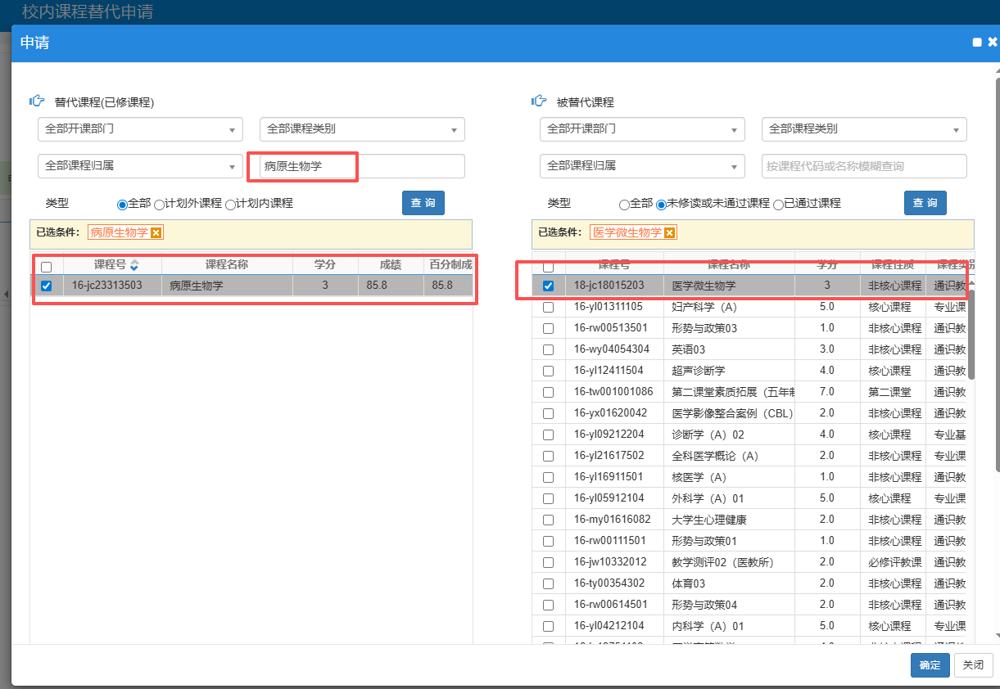 校内课程替代申请
申请
替代课程(已修课程)
全部开课部门 全部课程类别
全部课程归属 病原生物学
类型 全部 计划外课程 计划内课程 查 询
已选条件： 病原生物学
课程号 课程名称 学分 成绩 百分制成
16-jc23313503 病原生物学 3 85.8 85.8
被替代课程
全部开课部门 全部课程类别
全部课程归属 按课程代码或名称模糊查询
类型 全部 未修读或未通过课程 已通过课程 查 询
已选条件： 医学微生物学
课程号 课程名称 学分 课程性质 课程类别
18-jc18015203 医学微生物学 3 非核心课程 通识教
16-yl01311105 妇产科学（A） 5.0 核心课程 专业课
16-rw00513501 形势与政策03 1.0 非核心课程 通识教
16-wy04054304 英语03 3.0 非核心课程 通识教
16-yl12411504 超声诊断学 4.0 核心课程 通识教
16-tw001001086 第二课堂素质拓展（五年制 7.0 第二课堂 通识教
16-yx01620042 医学影像整合案例（CBL） 2.0 非核心课程 通识教
16-yl09212204 诊断学（A）02 4.0 核心课程 专业基
16-yl21617502 全科医学概论（A） 2.0 非核心课程 专业课
16-yl16911501 核医学（A） 1.0 非核心课程 通识教
16-yl05912104 外科学（A）01 5.0 核心课程 专业课
16-my01616082 大学生心理健康 2.0 非核心课程 通识教
16-rw00111501 形势与政策01 1.0 非核心课程 通识教
16-jw10332012 教学测评02（医教所） 2.0 必修评教课 通识教
16-ty00354302 体育03 2.0 非核心课程 通识教
16-rw00614501 形势与政策04 2.0 非核心课程 通识教
16-yl04212104 内科学（A）01 5.0 核心课程 专业课
确定 关闭